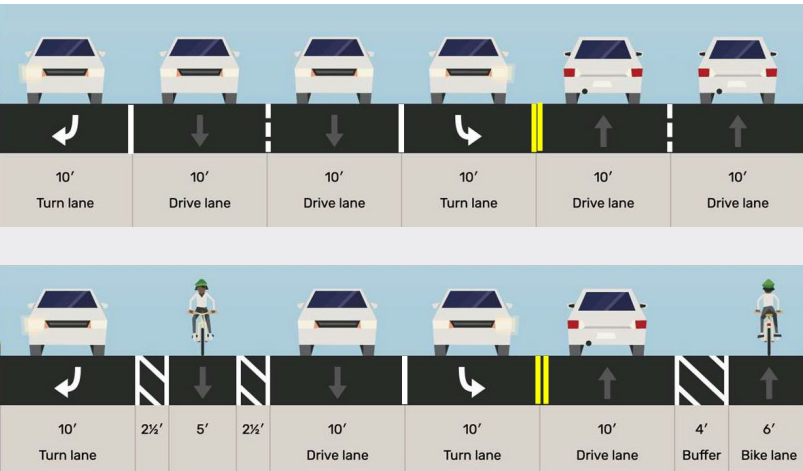 10′ 10′ 10′ 10′ 10′ 10′
Turn lane Drive lane Drive lane Turn lane Drive lane Drive lane
10′ 2½′ 5′ 2½′ 10′ 10′ 10′ 4′ 6′
Turn lane Drive lane Turn lane Drive lane Buffer Bike lane